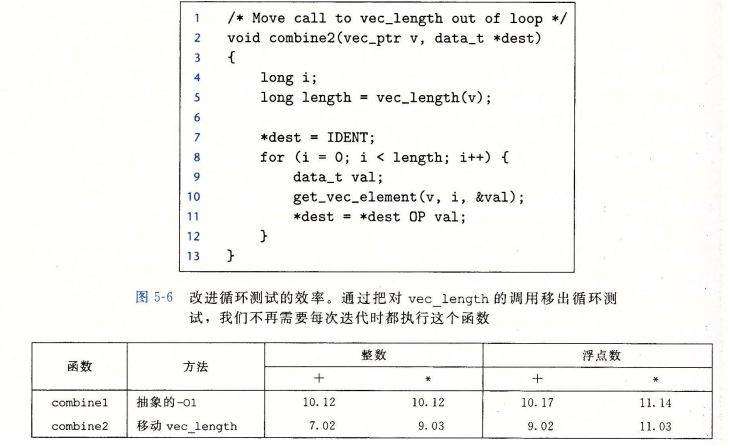 1 /* Move call to vec_length out of loop */
2 void combine2(vec_ptr v, data_t *dest)
3 {
4     long i;
5     long length = vec_length(v);
6
7     *dest = IDENT;
8     for (i = 0; i < length; i++) {
9         data_t val;
10         get_vec_element(v, i, &val);
11         *dest = *dest OP val;
12     }
13 }
图 5-6 改进循环测试的效率。通过把对 vec_length 的调用移出循环测
试，我们不再需要每次迭代时都执行这个函数
函数 方法 整数 浮点数
+ * + *
combine1 抽象的-O1 10.12 10.12 10.17 11.14
combine2 移动 vec_length 7.02 9.03 9.02 11.03